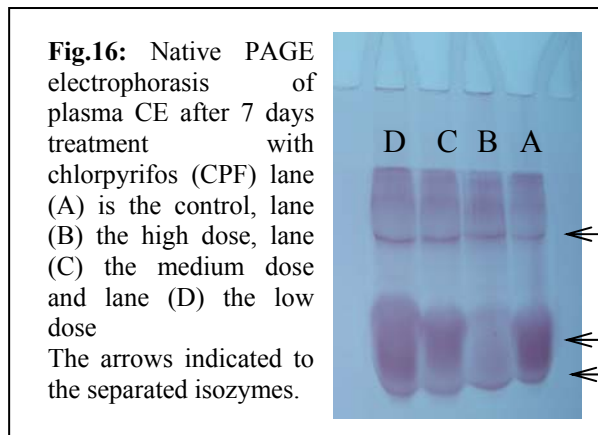 Fig.16: Native PAGE
electrophorasis of
plasma CE after 7 days
treatment with
chlorpyrifos (CPF) lane
(A) is the control, lane
(B) the high dose, lane
(C) the medium dose
and lane (D) the low
dose
The arrows indicated to
the separated isozymes.
D C B A